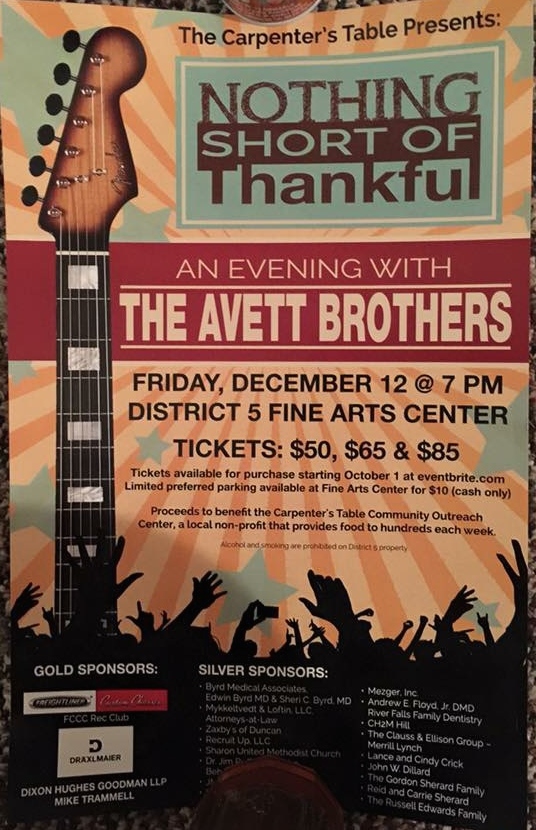 The Carpenter's Table Presents:
NOTHING
SHORT OF
Thankful
AN EVENING WITH
THE AVETT BROTHERS
FRIDAY, DECEMBER 12 @ 7 PM
DISTRICT 5 FINE ARTS CENTER
TICKETS: $50, $65 & $85
Tickets available for purchase starting October 1 at eventbrite.com
Limited preferred parking available at Fine Arts Center for $10 (cash only)
Proceeds to benefit the Carpenter's Table Community Outreach
Center, a local non-profit that provides food to hundreds each week.
Alcohol and smoking are prohibited on District 5 property
GOLD SPONSORS:
FREIGHTLINER Custom Chassis
FCCC Rec Club
D
DRÄXLMAIER
DIXON HUGHES GOODMAN LLP
MIKE TRAMMELL
SILVER SPONSORS:
• Byrd Medical Associates,
Edwin Byrd MD & Sheri C. Byrd, MD
• Mykkeltvedt & Loftin, LLC,
Attorneys-at-Law
• Zaxby's of Duncan
• Recruit Up, LLC
• Sharon United Methodist Church
• Dr. Jim
• Mezger, Inc.
• Andrew E. Floyd, Jr. DMD
River Falls Family Dentistry
• CH2M Hill
• The Clauss & Ellison Group –
Merrill Lynch
• Lance and Cindy Crick
• John W. Dillard
• The Gordon Sherard Family
• Reid and Carrie Sherard
• The Russell Edwards Family